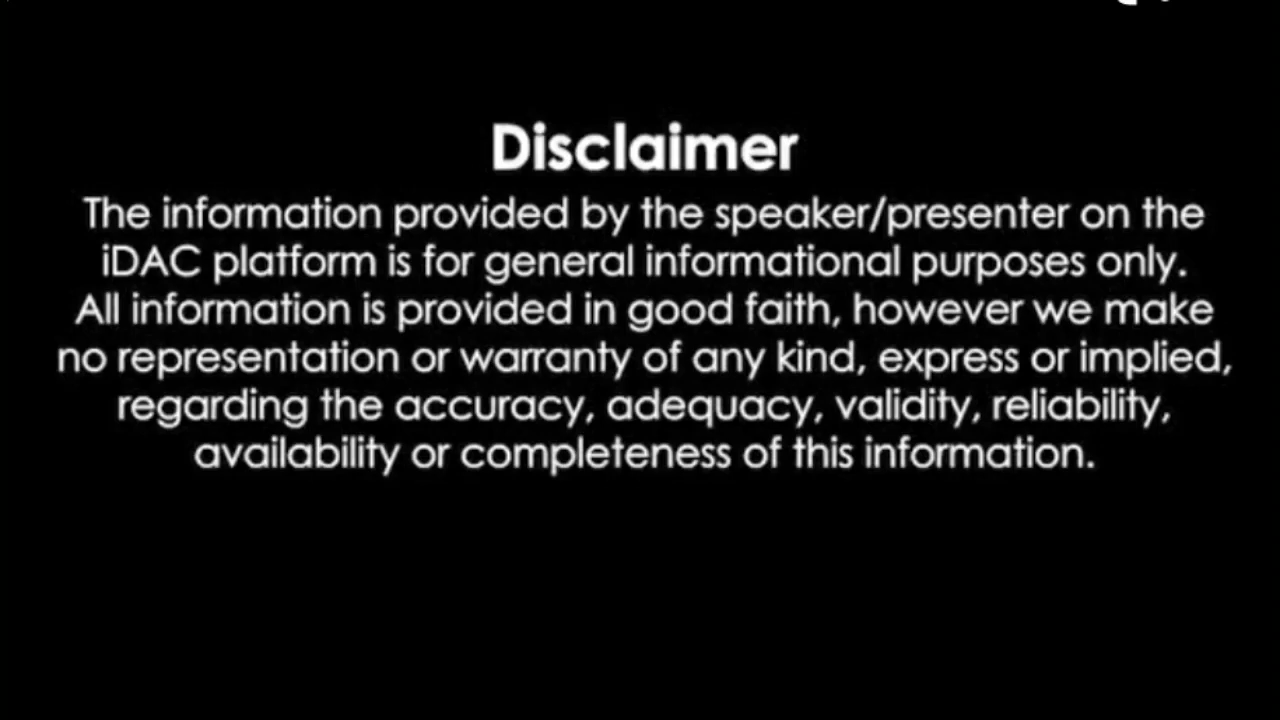 Disclaimer
The information provided by the speaker/presenter on the
iDAC platform is for general informational purposes only.
All information is provided in good faith, however we make
no representation or warranty of any kind, express or implied,
regarding the accuracy, adequacy, validity, reliability,
availability or completeness of this information.